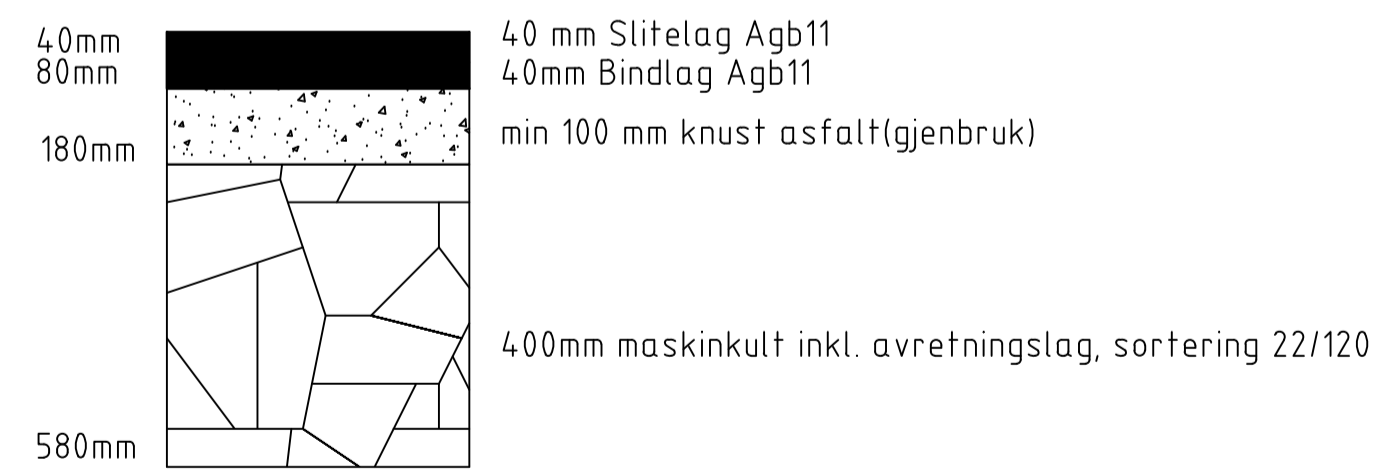 40mm
40 mm Slitelag Agb11
80mm
40mm Bindlag Agb11
180mm
min 100 mm knust asfalt(gjenbruk)
400mm maskinkult inkl. avretningslag, sortering 22/120
580mm